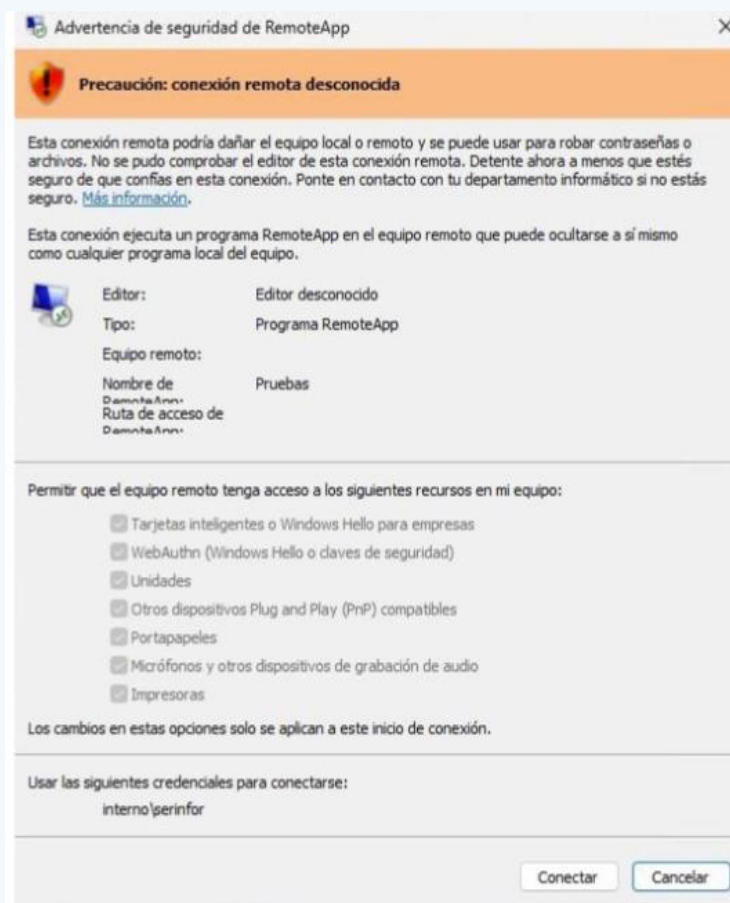 Advertencia de seguridad de RemoteApp
Precaución: conexión remota desconocida
Esta conexión remota podría dañar el equipo local o remoto y se puede usar para robar contraseñas o
archivos. No se pudo comprobar el editor de esta conexión remota. Detente ahora a menos que estés
seguro de que confías en esta conexión. Ponte en contacto con tu departamento informático si no estás
seguro. Más información.
Esta conexión ejecuta un programa RemoteApp en el equipo remoto que puede ocultarse a sí mismo
como cualquier programa local del equipo.
Editor: Editor desconocido
Tipo: Programa RemoteApp
Equipo remoto:
Nombre de Pruebas
RemoteApp:
Ruta de acceso de
RemoteApp:
Permitir que el equipo remoto tenga acceso a los siguientes recursos en mi equipo:
Tarjetas inteligentes o Windows Hello para empresas
WebAuthn (Windows Hello o claves de seguridad)
Unidades
Otros dispositivos Plug and Play (PnP) compatibles
Portapapeles
Micrófonos y otros dispositivos de grabación de audio
Impresoras
Los cambios en estas opciones solo se aplican a este inicio de conexión.
Usar las siguientes credenciales para conectarse:
interno\serinfor
Conectar Cancelar